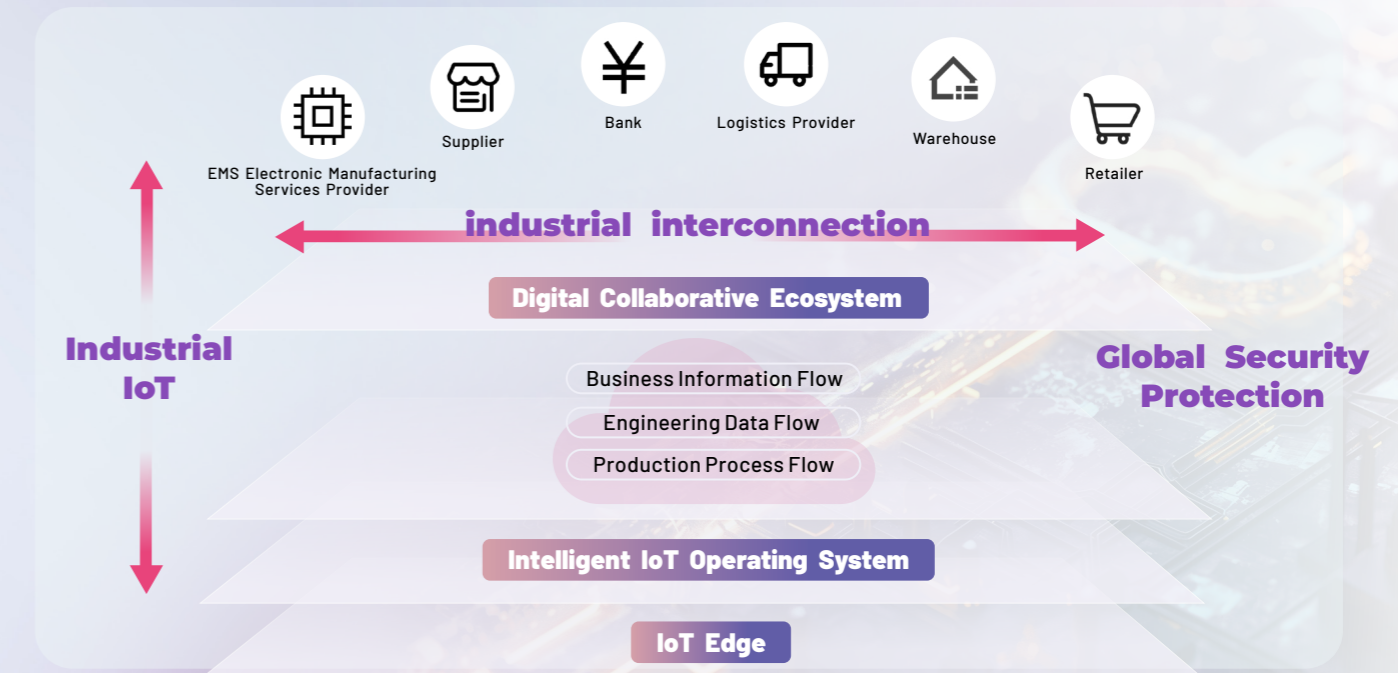 Bank
Logistics Provider
Supplier
Warehouse
EMS Electronic Manufacturing
Services Provider
Retailer
industrial interconnection
Digital Collaborative Ecosystem
Industrial
IoT
Global Security
Protection
Business Information Flow
Engineering Data Flow
Production Process Flow
Intelligent IoT Operating System
IoT Edge